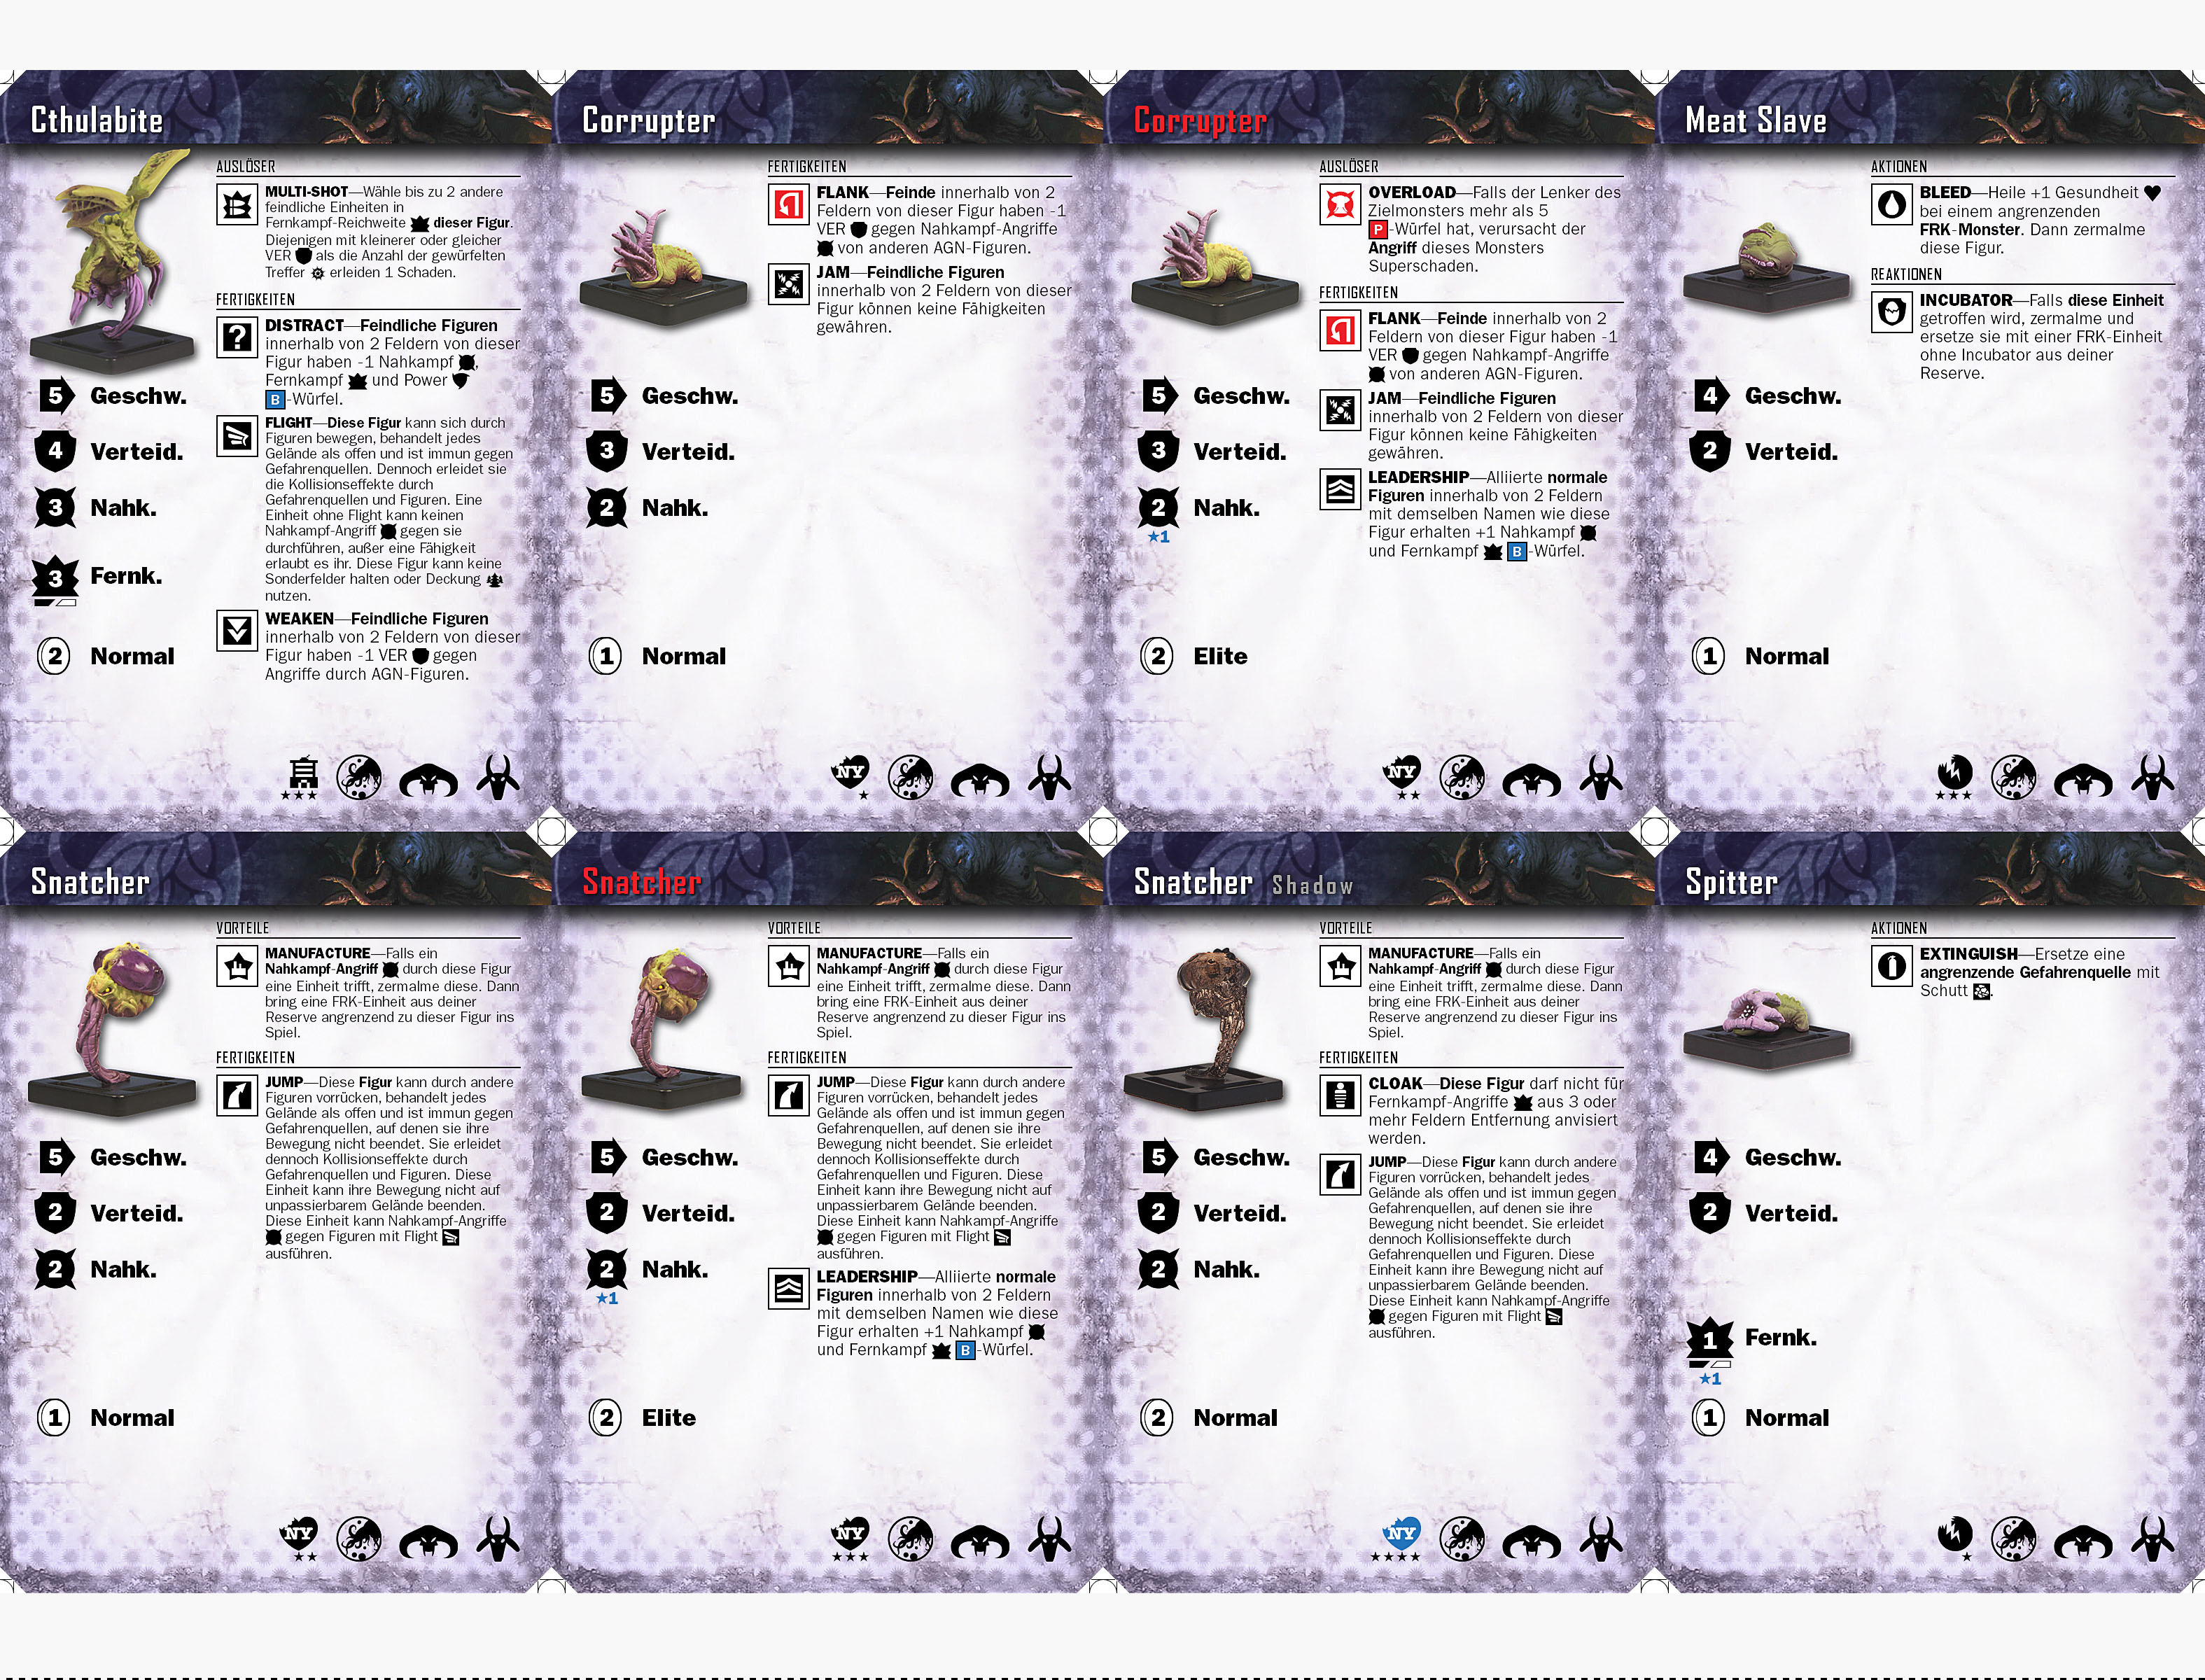 Cthulabite
AUSLÖSER
MULTI-SHOT—Wähle bis zu 2 andere
feindliche Einheiten in
Fernkampf-Reichweite dieser Figur.
Diejenigen mit kleinerer oder gleicher
VER als die Anzahl der gewürfelten
Treffer erleiden 1 Schaden.
FERTIGKEITEN
DISTRACT—Feindliche Figuren
innerhalb von 2 Feldern von dieser
Figur haben -1 Nahkampf ,
Fernkampf und Power
B-Würfel.
FLIGHT—Diese Figur kann sich durch
Figuren bewegen, behandelt jedes
Gelände als offen und ist immun gegen
Gefahrenquellen. Dennoch erleidet sie
die Kollisionseffekte durch
Gefahrenquellen und Figuren. Eine
Einheit ohne Flight kann keinen
Nahkampf-Angriff gegen sie
durchführen, außer eine Fähigkeit
erlaubt es ihr. Diese Figur kann keine
Sonderfelder halten oder Deckung
nutzen.
WEAKEN—Feindliche Figuren
innerhalb von 2 Feldern von dieser
Figur haben -1 VER gegen
Angriffe durch AGN-Figuren.
5 Geschw.
4 Verteid.
3 Nahk.
3 Fernk.
2 Normal
★★★
Corrupter
FERTIGKEITEN
FLANK—Feinde innerhalb von 2
Feldern von dieser Figur haben -1
VER gegen Nahkampf-Angriffe
von anderen AGN-Figuren.
JAM—Feindliche Figuren
innerhalb von 2 Feldern von dieser
Figur können keine Fähigkeiten
gewähren.
5 Geschw.
3 Verteid.
2 Nahk.
1 Normal
NY
★
Corrupter
AUSLÖSER
OVERLOAD—Falls der Lenker des
Zielmonsters mehr als 5
P-Würfel hat, verursacht der
Angriff dieses Monsters
Superschaden.
FERTIGKEITEN
FLANK—Feinde innerhalb von 2
Feldern von dieser Figur haben -1
VER gegen Nahkampf-Angriffe
von anderen AGN-Figuren.
JAM—Feindliche Figuren
innerhalb von 2 Feldern von dieser
Figur können keine Fähigkeiten
gewähren.
LEADERSHIP—Alliierte normale
Figuren innerhalb von 2 Feldern
mit demselben Namen wie diese
Figur erhalten +1 Nahkampf
und Fernkampf B-Würfel.
5 Geschw.
3 Verteid.
2 Nahk.
★1
2 Elite
NY
★★
Meat Slave
AKTIONEN
BLEED—Heile +1 Gesundheit
bei einem angrenzenden
FRK-Monster. Dann zermalme
diese Figur.
REAKTIONEN
INCUBATOR—Falls diese Einheit
getroffen wird, zermalme und
ersetze sie mit einer FRK-Einheit
ohne Incubator aus deiner
Reserve.
4 Geschw.
2 Verteid.
1 Normal
★★★
Snatcher
VORTEILE
MANUFACTURE—Falls ein
Nahkampf-Angriff durch diese Figur
eine Einheit trifft, zermalme diese. Dann
bring eine FRK-Einheit aus deiner
Reserve angrenzend zu dieser Figur ins
Spiel.
FERTIGKEITEN
JUMP—Diese Figur kann durch andere
Figuren vorrücken, behandelt jedes
Gelände als offen und ist immun gegen
Gefahrenquellen, auf denen sie ihre
Bewegung nicht beendet. Sie erleidet
dennoch Kollisionseffekte durch
Gefahrenquellen und Figuren. Diese
Einheit kann ihre Bewegung nicht auf
unpassierbarem Gelände beenden.
Diese Einheit kann Nahkampf-Angriffe
gegen Figuren mit Flight
ausführen.
5 Geschw.
2 Verteid.
2 Nahk.
1 Normal
NY
★★
Snatcher
VORTEILE
MANUFACTURE—Falls ein
Nahkampf-Angriff durch diese Figur
eine Einheit trifft, zermalme diese. Dann
bring eine FRK-Einheit aus deiner
Reserve angrenzend zu dieser Figur ins
Spiel.
FERTIGKEITEN
JUMP—Diese Figur kann durch andere
Figuren vorrücken, behandelt jedes
Gelände als offen und ist immun gegen
Gefahrenquellen, auf denen sie ihre
Bewegung nicht beendet. Sie erleidet
dennoch Kollisionseffekte durch
Gefahrenquellen und Figuren. Diese
Einheit kann ihre Bewegung nicht auf
unpassierbarem Gelände beenden.
Diese Einheit kann Nahkampf-Angriffe
gegen Figuren mit Flight
ausführen.
LEADERSHIP—Alliierte normale
Figuren innerhalb von 2 Feldern
mit demselben Namen wie diese
Figur erhalten +1 Nahkampf
und Fernkampf B-Würfel.
5 Geschw.
2 Verteid.
2 Nahk.
★1
2 Elite
NY
★★★
Snatcher Shadow
VORTEILE
MANUFACTURE—Falls ein
Nahkampf-Angriff durch diese Figur
eine Einheit trifft, zermalme diese. Dann
bring eine FRK-Einheit aus deiner
Reserve angrenzend zu dieser Figur ins
Spiel.
FERTIGKEITEN
CLOAK—Diese Figur darf nicht für
Fernkampf-Angriffe aus 3 oder
mehr Feldern Entfernung anvisiert
werden.
JUMP—Diese Figur kann durch andere
Figuren vorrücken, behandelt jedes
Gelände als offen und ist immun gegen
Gefahrenquellen, auf denen sie ihre
Bewegung nicht beendet. Sie erleidet
dennoch Kollisionseffekte durch
Gefahrenquellen und Figuren. Diese
Einheit kann ihre Bewegung nicht auf
unpassierbarem Gelände beenden.
Diese Einheit kann Nahkampf-Angriffe
gegen Figuren mit Flight
ausführen.
5 Geschw.
2 Verteid.
2 Nahk.
2 Normal
NY
★★★★
Spitter
AKTIONEN
EXTINGUISH—Ersetze eine
angrenzende Gefahrenquelle mit
Schutt .
4 Geschw.
2 Verteid.
1 Fernk.
★1
1 Normal
★